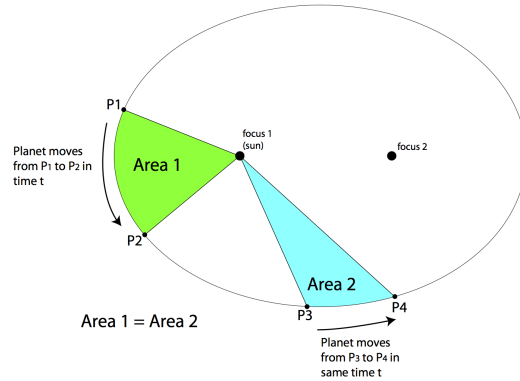 P1
focus 1
(sun)
focus 2
Planet moves
from P1 to P2 in
time t
Area 1
P2
Area 2
P3
P4
Area 1 = Area 2
Planet moves
from P3 to P4 in
same time t